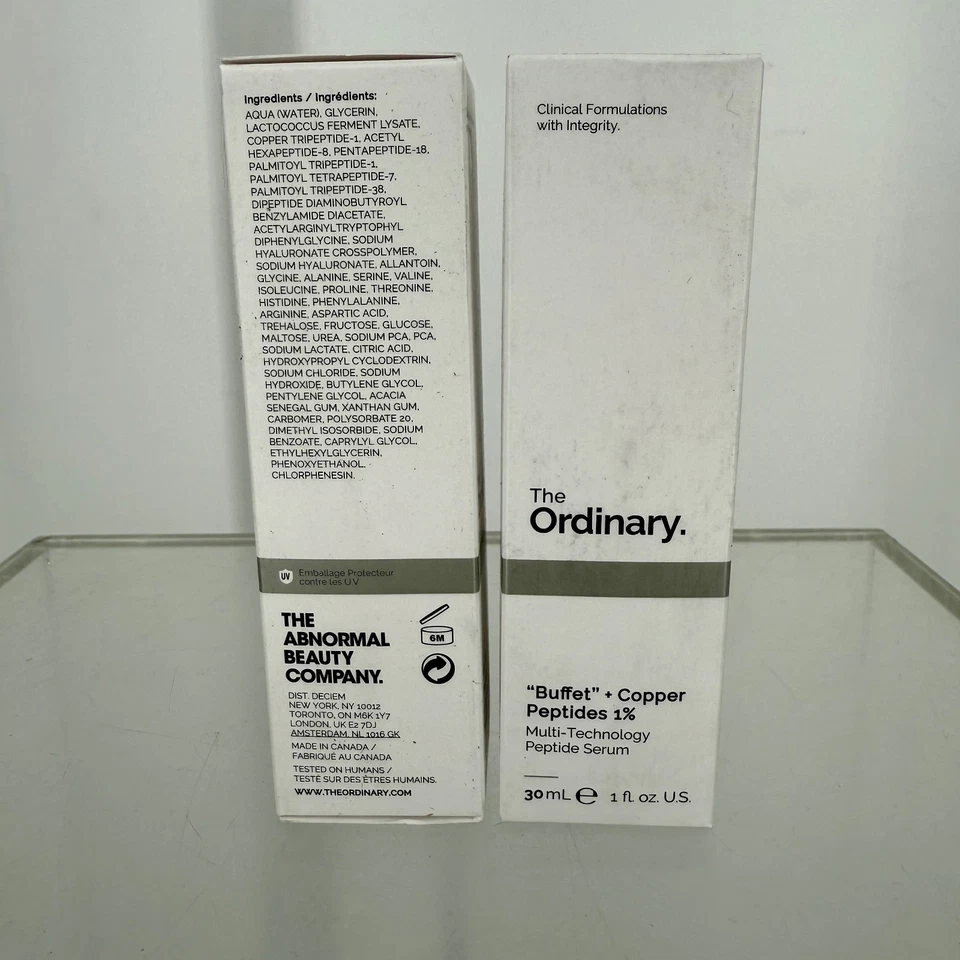 Ingredients / Ingrédients:
AQUA (WATER), GLYCERIN,
LACTOCOCCUS FERMENT LYSATE,
COPPER TRIPEPTIDE-1, ACETYL
HEXAPEPTIDE-8, PENTAPEPTIDE-18,
PALMITOYL TRIPEPTIDE-1,
PALMITOYL TETRAPEPTIDE-7,
PALMITOYL TRIPEPTIDE-38,
DIPEPTIDE DIAMINOBUTYROYL
BENZYLAMIDE DIACETATE,
ACETYLARGINYLTRYPTOPHYL
DIPHENYLGLYCINE, SODIUM
HYALURONATE CROSSPOLYMER,
SODIUM HYALURONATE, ALLANTOIN,
GLYCINE, ALANINE, SERINE, VALINE,
ISOLEUCINE, PROLINE, THREONINE,
HISTIDINE, PHENYLALANINE,
ARGININE, ASPARTIC ACID,
TREHALOSE, FRUCTOSE, GLUCOSE,
MALTOSE, UREA, SODIUM PCA, PCA,
SODIUM LACTATE, CITRIC ACID,
HYDROXYPROPYL CYCLODEXTRIN,
SODIUM CHLORIDE, SODIUM
HYDROXIDE, BUTYLENE GLYCOL,
PENTYLENE GLYCOL, ACACIA
SENEGAL GUM, XANTHAN GUM,
CARBOMER, POLYSORBATE 20,
DIMETHYL ISOSORBIDE, SODIUM
BENZOATE, CAPRYLYL GLYCOL,
ETHYLHEXYLGLYCERIN,
PHENOXYETHANOL,
CHLORPHENESIN.
UV
Emballage Protecteur
contre les UV
THE
ABNORMAL
BEAUTY
COMPANY.
6M
DIST. DECIEM
NEW YORK, NY 10012
TORONTO, ON M6K 1Y7
LONDON, UK E2 7DJ
AMSTERDAM, NL 1016 GK
MADE IN CANADA /
FABRIQUÉ AU CANADA
TESTED ON HUMANS /
TESTÉ SUR DES ÊTRES HUMAINS.
WWW.THEORDINARY.COM
Clinical Formulations
with Integrity.
The
Ordinary.
“Buffet” + Copper
Peptides 1%
Multi-Technology
Peptide Serum
30 mL ℮ 1 fl. oz. U.S.